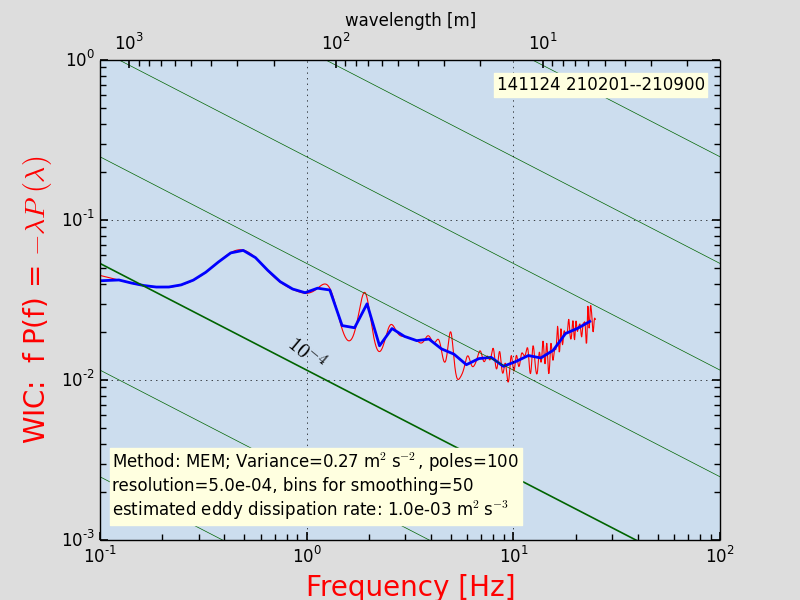 wavelength [m]
10³ 10² 10¹
141124 210201--210900
10⁰
10⁻¹
10⁻²
10⁻³
WIC: f P(f) = −λP(λ)
10⁻⁴
Method: MEM; Variance=0.27 m² s⁻², poles=100
resolution=5.0e-04, bins for smoothing=50
estimated eddy dissipation rate: 1.0e-03 m² s⁻³
10⁻¹ 10⁰ 10¹ 10²
Frequency [Hz]